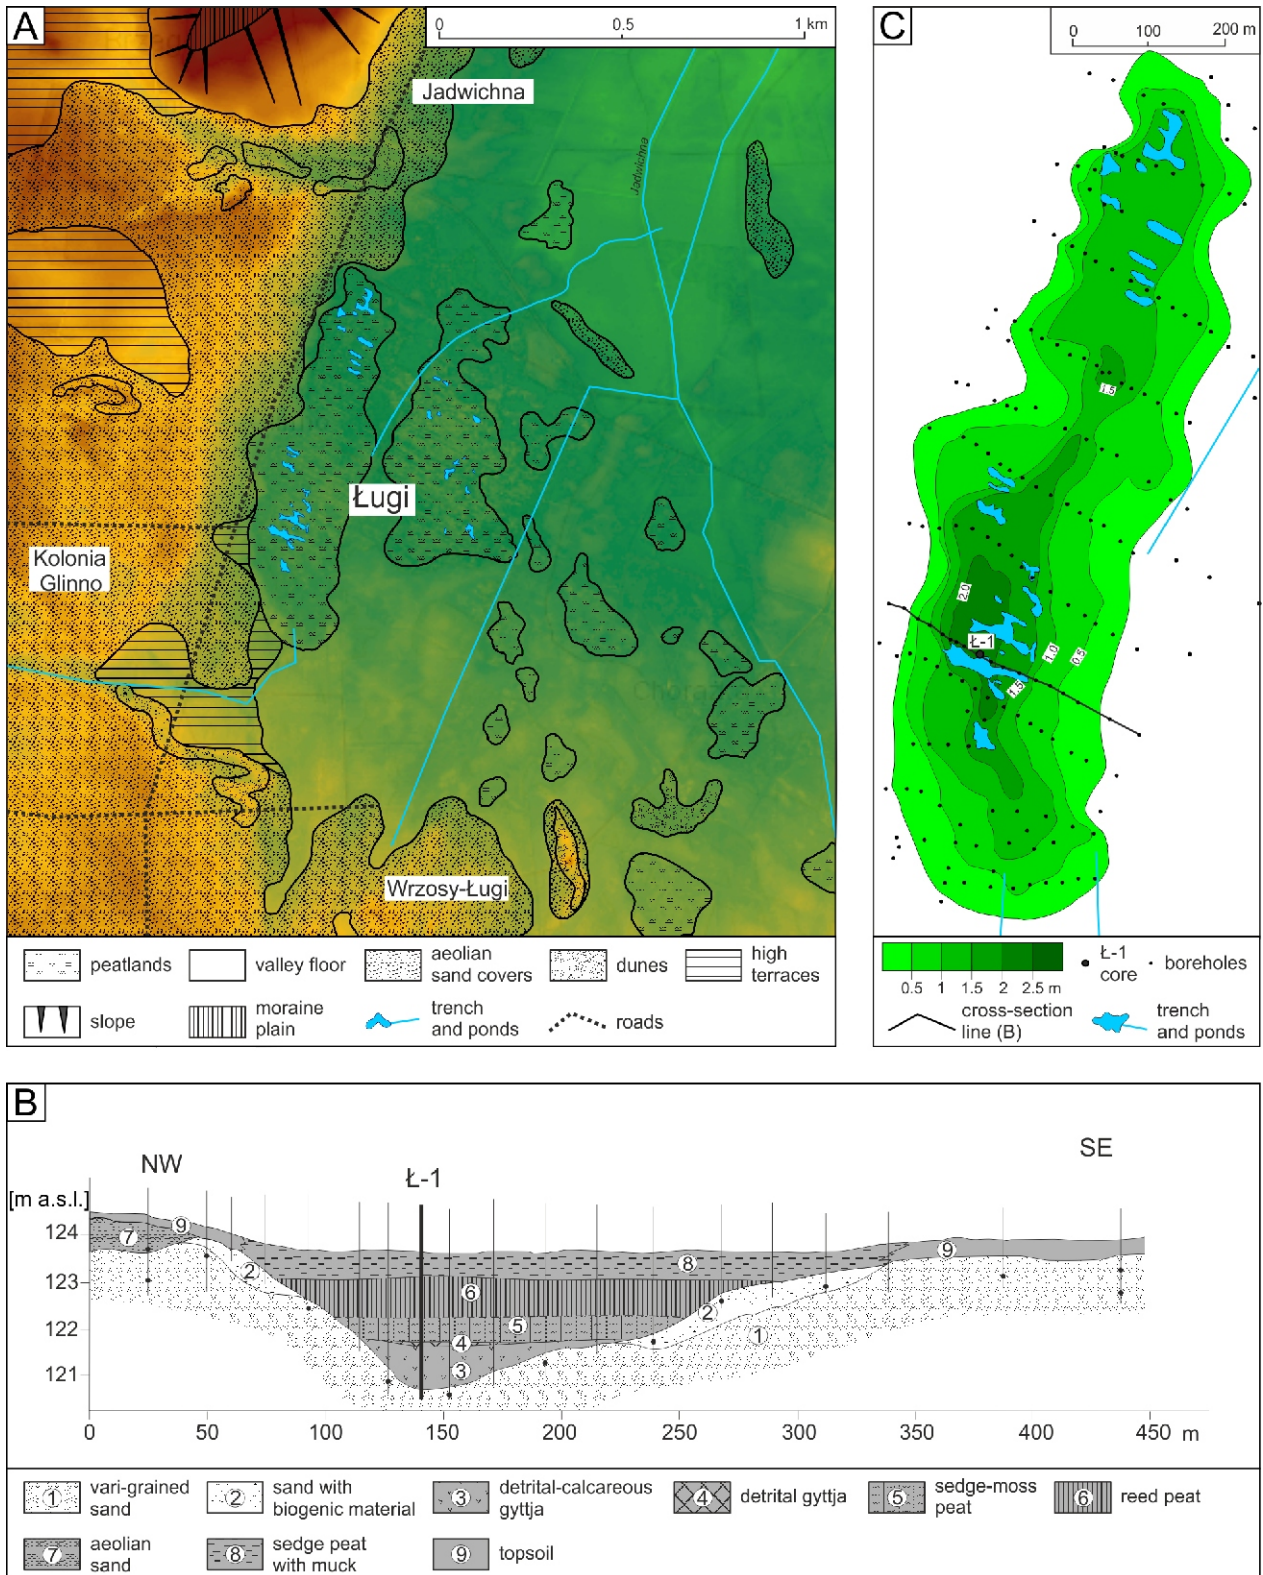 A
0 0.5 1 km
Jadwichna
Jadwichna
Ługi
Kolonia
Glinno
Wrzosy-Ługi
peatlands
valley floor
aeolian
sand covers
dunes
high
terraces
slope
moraine
plain
trench
and ponds
roads
C
0 100 200 m
1.5
2.0
Ł-1
1.0
0.5
1.5
0.5 1 1.5 2 2.5 m
Ł-1
core
boreholes
cross-section
line (B)
trench
and ponds
B
NW
Ł-1
SE
[m a.s.l.]
124
123
122
121
7
9
2
6
8
5
4
3
2
1
9
0 50 100 150 200 250 300 350 400 450 m
1 vari-grained
sand
2 sand with
biogenic material
3 detrital-calcareous
gyttja
4 detrital gyttja
5 sedge-moss
peat
6 reed peat
7 aeolian
sand
8 sedge peat
with muck
9 topsoil